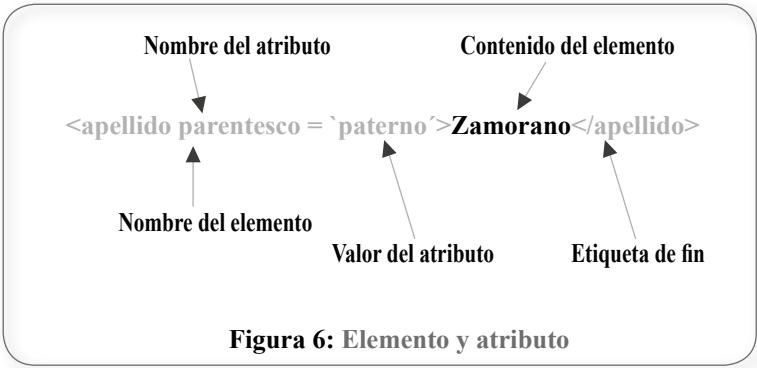 Nombre del atributo Contenido del elemento
<apellido parentesco = `paterno´>Zamorano</apellido>
Nombre del elemento
Valor del atributo Etiqueta de fin
Figura 6: Elemento y atributo